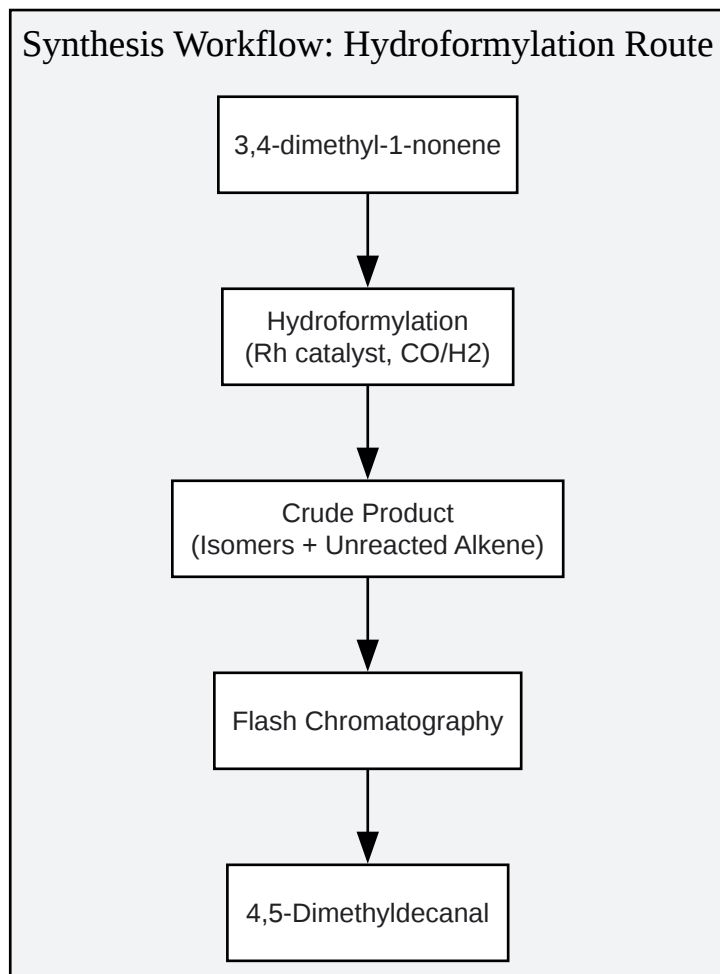 Synthesis Workflow: Hydroformylation Route
3,4-dimethyl-1-nonene
Hydroformylation
(Rh catalyst, CO/H2)
Crude Product
(Isomers + Unreacted Alkene)
Flash Chromatography
4,5-Dimethyldecanal